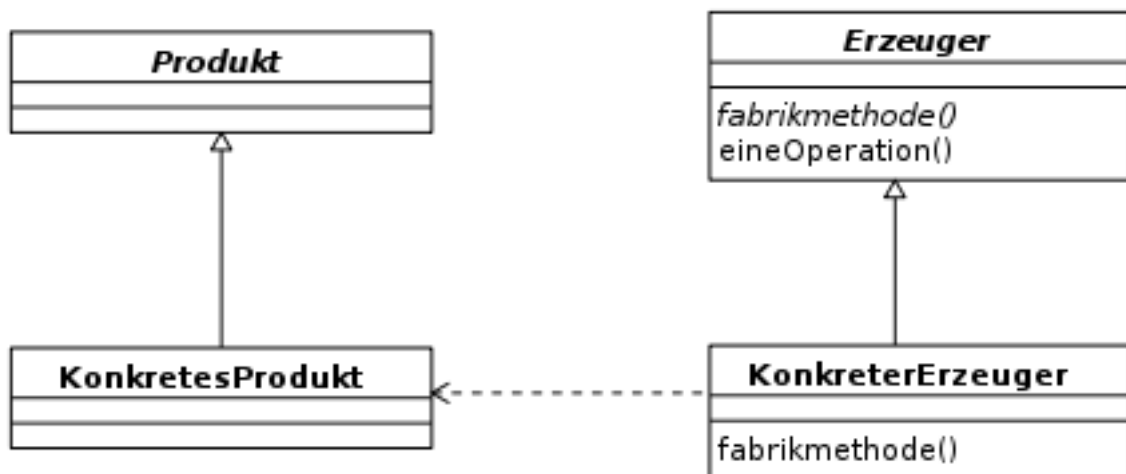 Produkt
Erzeuger
fabrikmethode()
eineOperation()
KonkretesProdukt
KonkreterErzeuger
fabrikmethode()